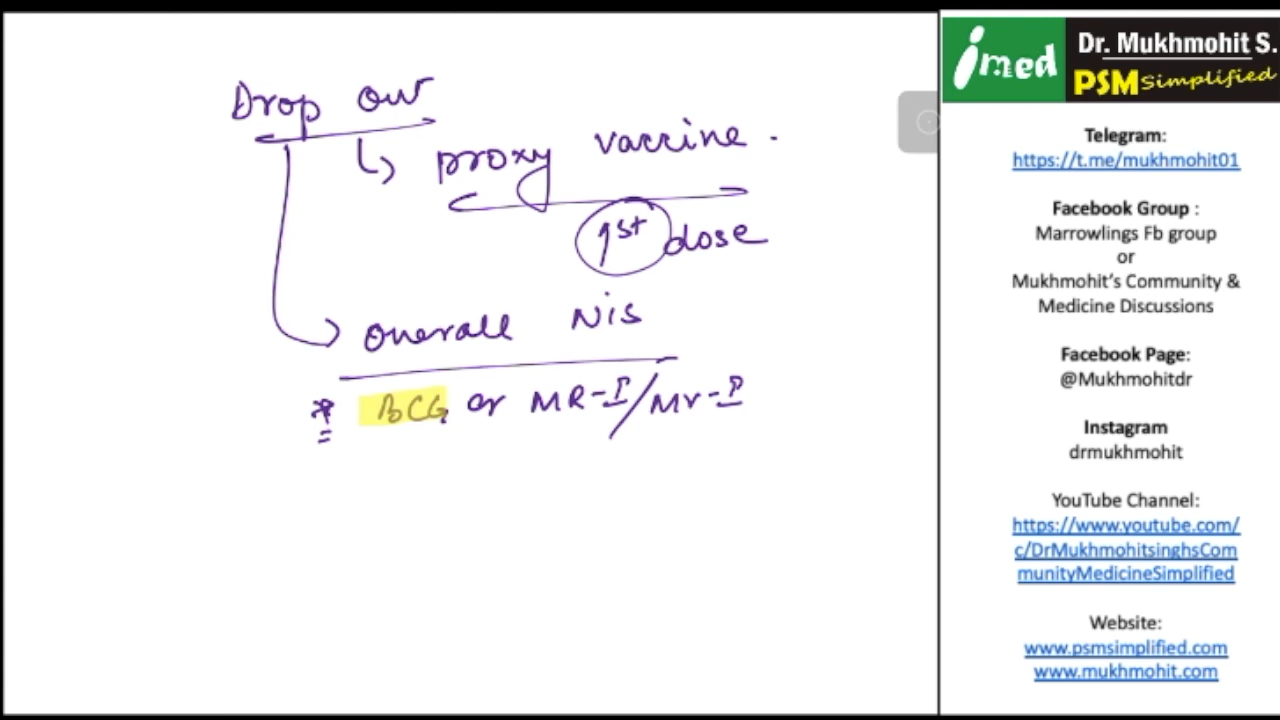 Drop out
↳ proxy vaccine.
1st dose
overall NIS
* BCG or MR-I/MV-I
imed
Dr. Mukhmohit S.
PSM Simplified
Telegram:
https://t.me/mukhmohit01
Facebook Group :
Marrowlings Fb group
or
Mukhmohit's Community &
Medicine Discussions
Facebook Page:
@Mukhmohitdr
Instagram
drmukhmohit
YouTube Channel:
https://www.youtube.com/
c/DrMukhmohitsinghsCom
munityMedicineSimplified
Website:
www.psmsimplified.com
www.mukhmohit.com